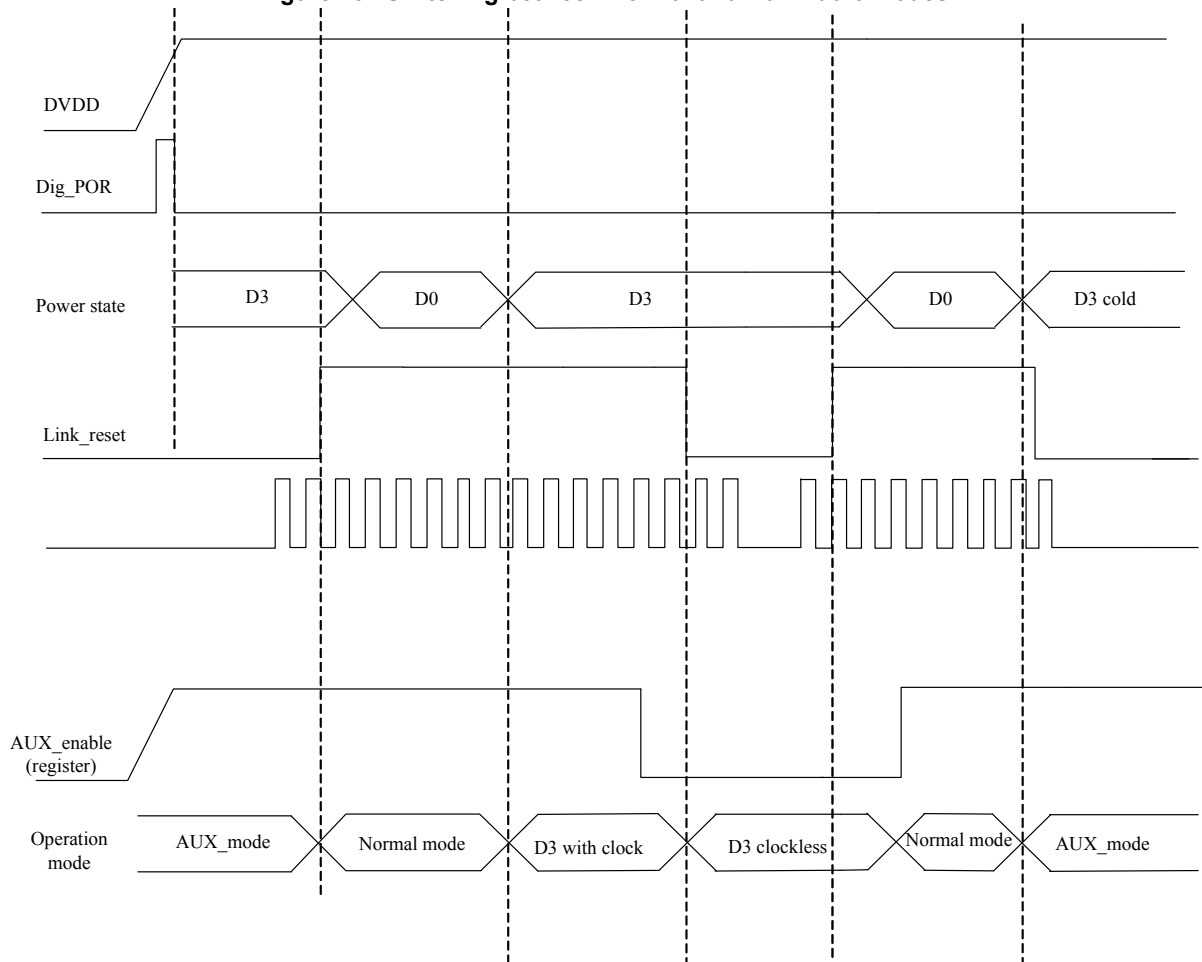 DVDD
Dig_POR
Power state
D3
D0
D3
D0
D3 cold
Link_reset
AUX_enable
(register)
Operation
mode
AUX_mode
Normal mode
D3 with clock
D3 clockless
Normal mode
AUX_mode